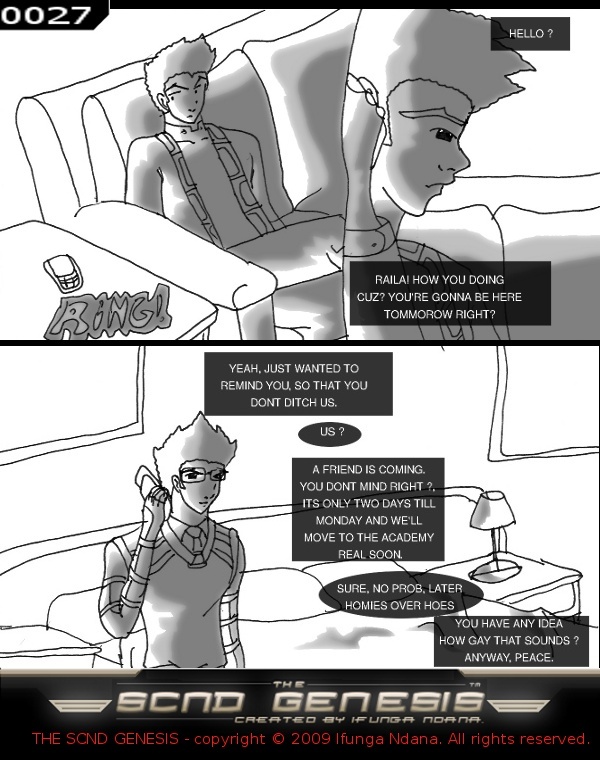 0027
HELLO ?
RING!
RAILA! HOW YOU DOING
CUZ? YOU'RE GONNA BE HERE
TOMMOROW RIGHT?
YEAH, JUST WANTED TO
REMIND YOU, SO THAT YOU
DONT DITCH US.
US ?
A FRIEND IS COMING.
YOU DONT MIND RIGHT ?,
ITS ONLY TWO DAYS TILL
MONDAY AND WE'LL
MOVE TO THE ACADEMY
REAL SOON.
SURE, NO PROB, LATER
HOMIES OVER HOES
YOU HAVE ANY IDEA
HOW GAY THAT SOUNDS ?
ANYWAY, PEACE.
THE
SCND GENESIS™
CREATED BY IFUNGA NDANA.
THE SCND GENESIS - copyright © 2009 Ifunga Ndana. All rights reserved.